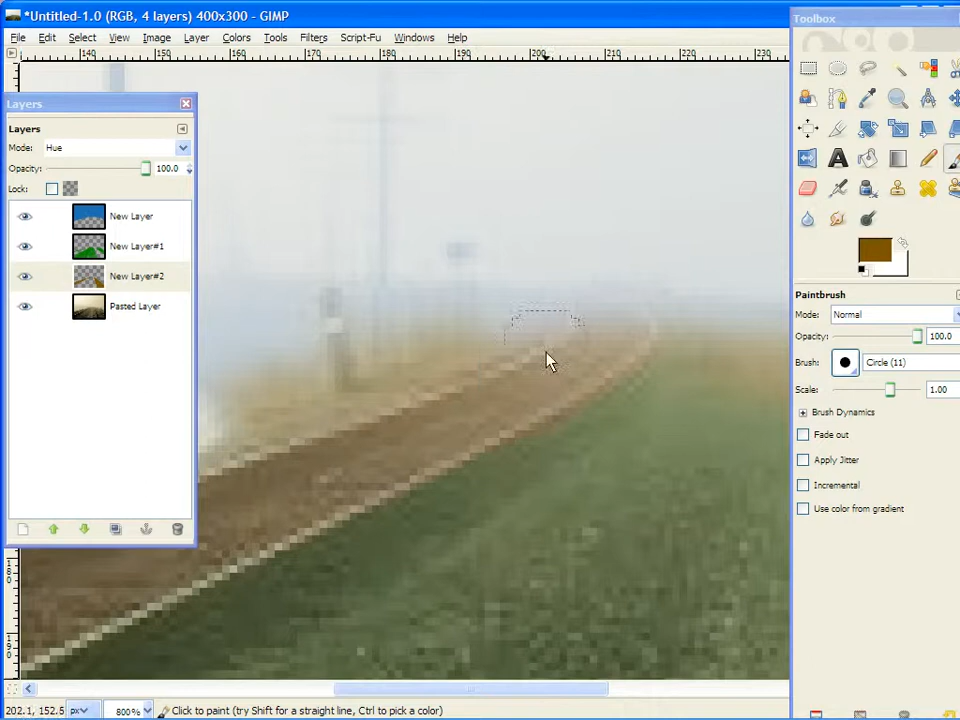 *Untitled-1.0 (RGB, 4 layers) 400x300 - GIMP
File Edit Select View Image Layer Colors Tools Filters Script-Fu Windows Help
140 150 160 170 180 190 200 210 220 230
Layers
Layers
Mode: Hue
Opacity: 100.0
Lock:
New Layer
New Layer#1
New Layer#2
Pasted Layer
180
190
202.1, 152.5 px 800% Click to paint (try Shift for a straight line, Ctrl to pick a color)
Toolbox
Paintbrush
Mode: Normal
Opacity: 100.0
Brush: Circle (11)
Scale: 1.00
Brush Dynamics
Fade out
Apply Jitter
Incremental
Use color from gradient